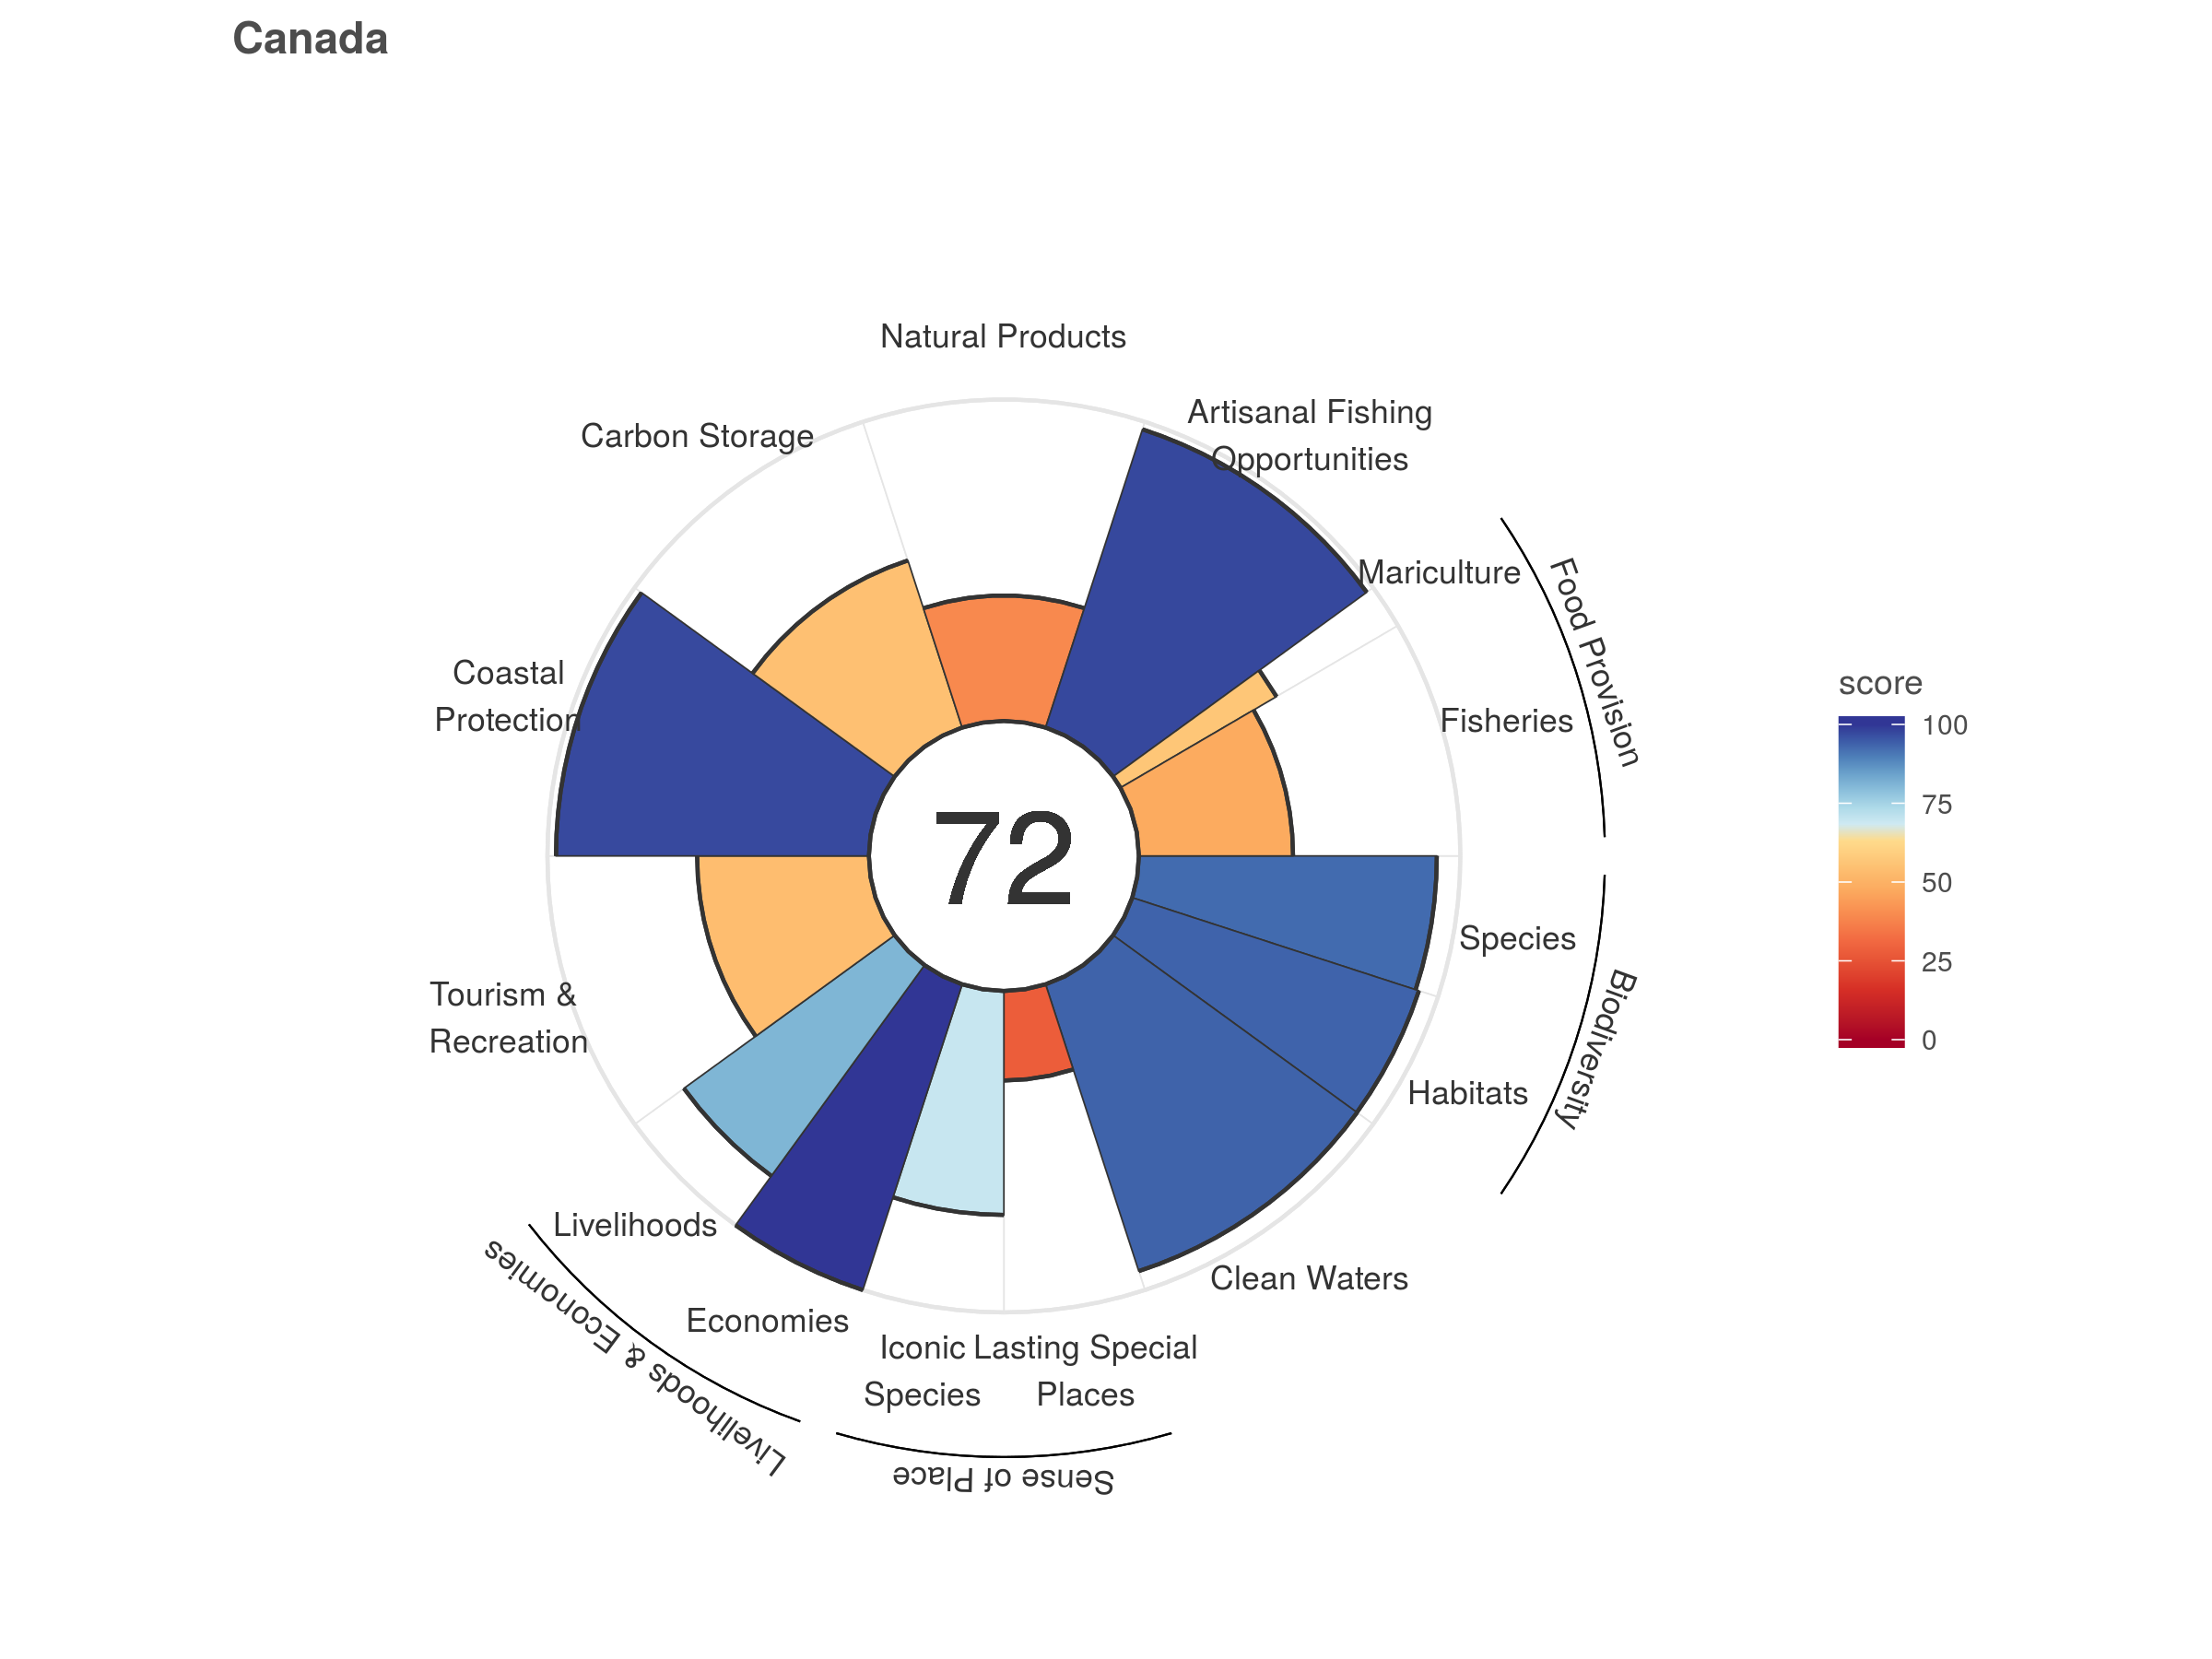 Canada
Natural Products
Artisanal Fishing
Opportunities
Carbon Storage
Mariculture
Food Provision
Fisheries
Coastal
Protection
72
score
100
75
50
25
0
Species
Biodiversity
Habitats
Tourism &
Recreation
Livelihoods
Clean Waters
Economies
Livelihoods & Economies
Iconic
Species
Lasting Special
Places
Sense of Place